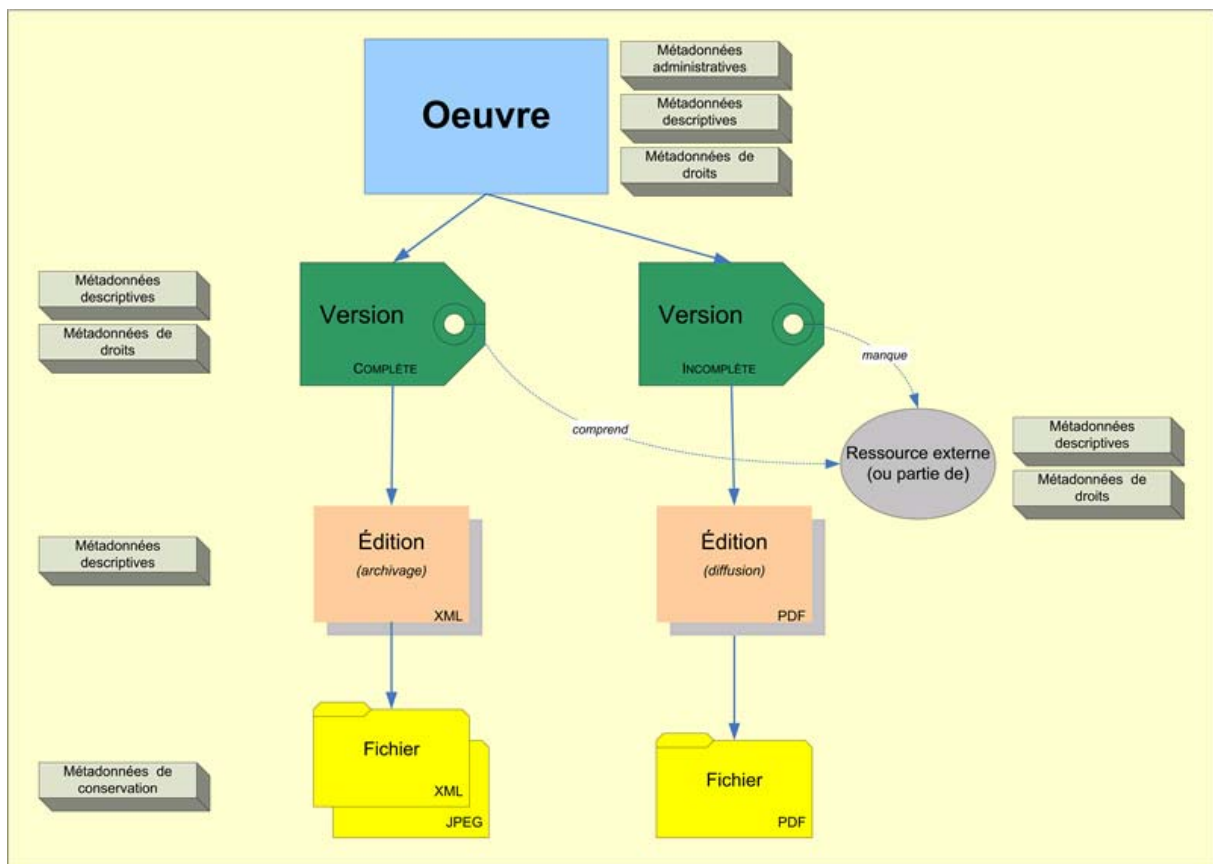 Métadonnées
administratives
Oeuvre
Métadonnées
descriptives
Métadonnées de
droits
Métadonnées
descriptives
Métadonnées de
droits
Version
COMPLÈTE
Version
INCOMPLÈTE
manque
comprend
Ressource externe
(ou partie de)
Métadonnées
descriptives
Métadonnées de
droits
Métadonnées
descriptives
Édition
(archivage)
XML
Édition
(diffusion)
PDF
Métadonnées de
conservation
Fichier
XML
JPEG
Fichier
PDF